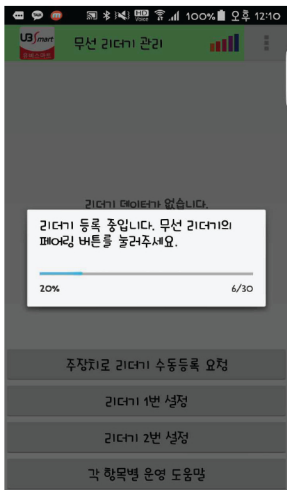 HD
Voice
100%
오후 12:10
U3Smart
무선 리더기 관리
리더기 데이터가 없습니다.
리더기 등록 중입니다. 무선 리더기의
페어링 버튼를 눌러주세요.
20%
6/30
주장치로 리더기 수동등록 요청
리더기 1번 설정
리더기 2번 설정
각 항목별 운영 도움말